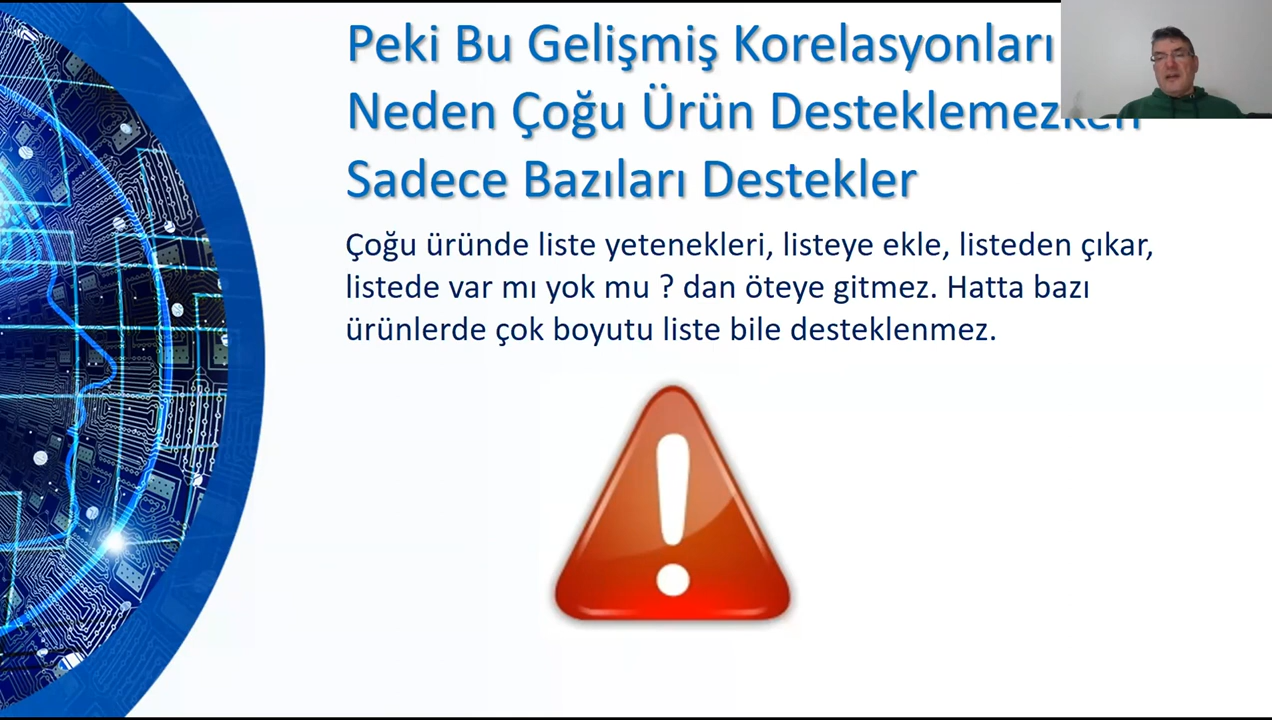 Peki Bu Gelişmiş Korelasyonları
Neden Çoğu Ürün Desteklemezken
Sadece Bazıları Destekler
Çoğu üründe liste yetenekleri, listeye ekle, listeden çıkar,
listede var mı yok mu ? dan öteye gitmez. Hatta bazı
ürünlerde çok boyutu liste bile desteklenmez.